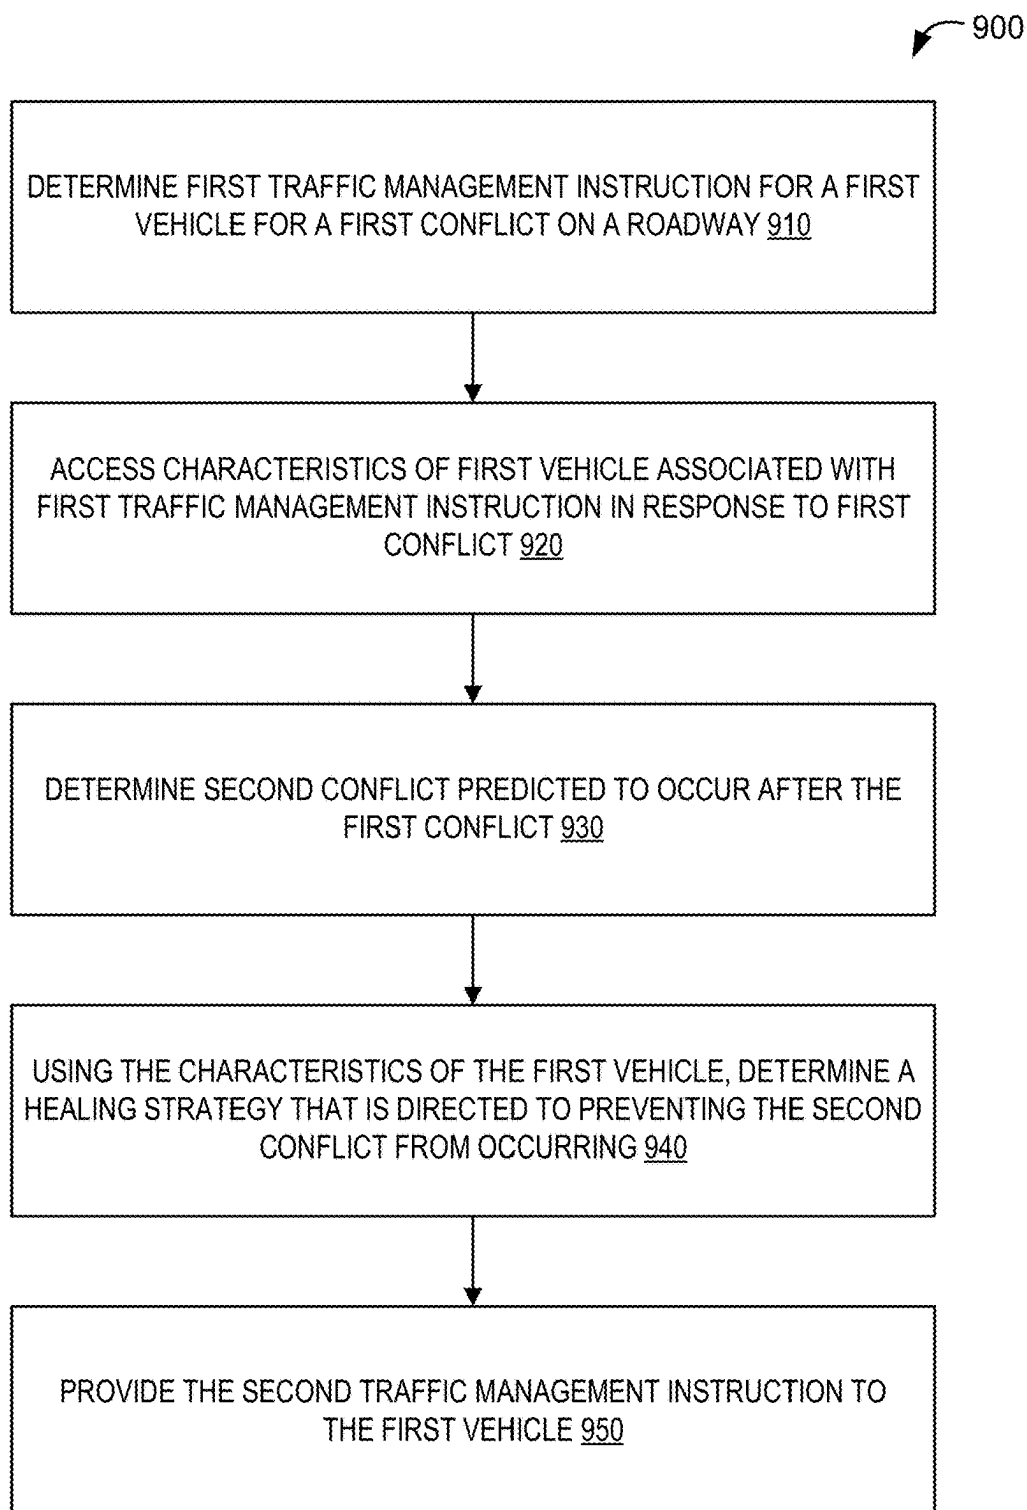 900
DETERMINE FIRST TRAFFIC MANAGEMENT INSTRUCTION FOR A FIRST
VEHICLE FOR A FIRST CONFLICT ON A ROADWAY 910
ACCESS CHARACTERISTICS OF FIRST VEHICLE ASSOCIATED WITH
FIRST TRAFFIC MANAGEMENT INSTRUCTION IN RESPONSE TO FIRST
CONFLICT 920
DETERMINE SECOND CONFLICT PREDICTED TO OCCUR AFTER THE
FIRST CONFLICT 930
USING THE CHARACTERISTICS OF THE FIRST VEHICLE, DETERMINE A
HEALING STRATEGY THAT IS DIRECTED TO PREVENTING THE SECOND
CONFLICT FROM OCCURRING 940
PROVIDE THE SECOND TRAFFIC MANAGEMENT INSTRUCTION TO
THE FIRST VEHICLE 950